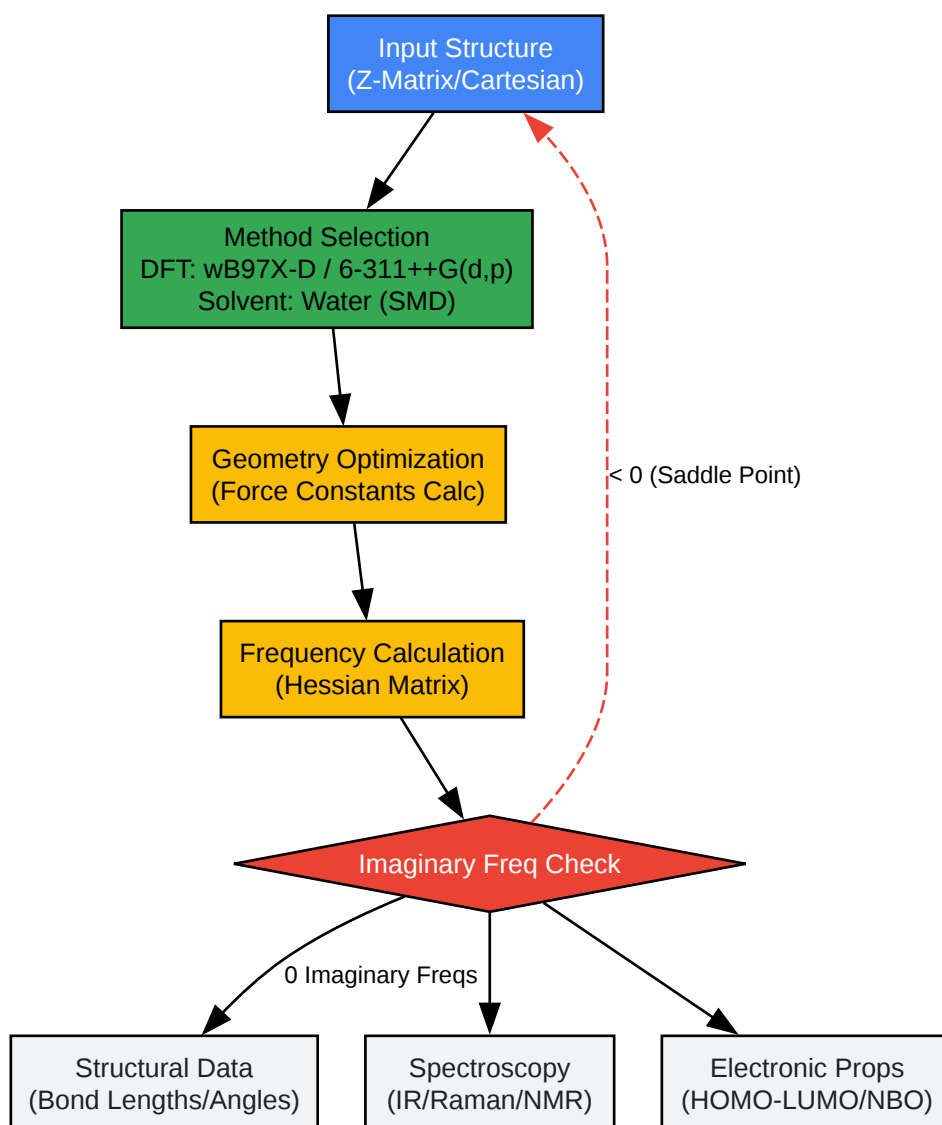 Input Structure
(Z-Matrix/Cartesian)
Method Selection
DFT: wB97X-D / 6-311++G(d,p)
Solvent: Water (SMD)
Geometry Optimization
(Force Constants Calc)
< 0 (Saddle Point)
Frequency Calculation
(Hessian Matrix)
Imaginary Freq Check
0 Imaginary Freqs
Structural Data
(Bond Lengths/Angles)
Spectroscopy
(IR/Raman/NMR)
Electronic Props
(HOMO-LUMO/NBO)